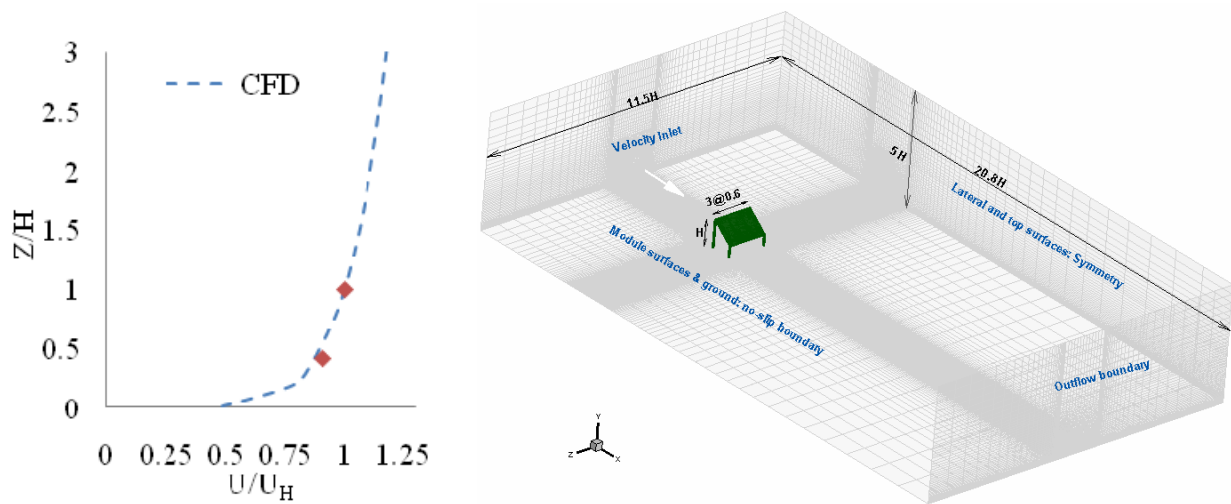 3
2.5
2
1.5
1
0.5
0
Z/H
CFD
0 0.25 0.5 0.75 1 1.25
U/U_H
11.5H
Velocity Inlet
5H
20.8H
3@0.6
H
Lateral and top surfaces: Symmetry
Module surfaces & ground: no-slip boundary
Outflow boundary
Y
Z
X